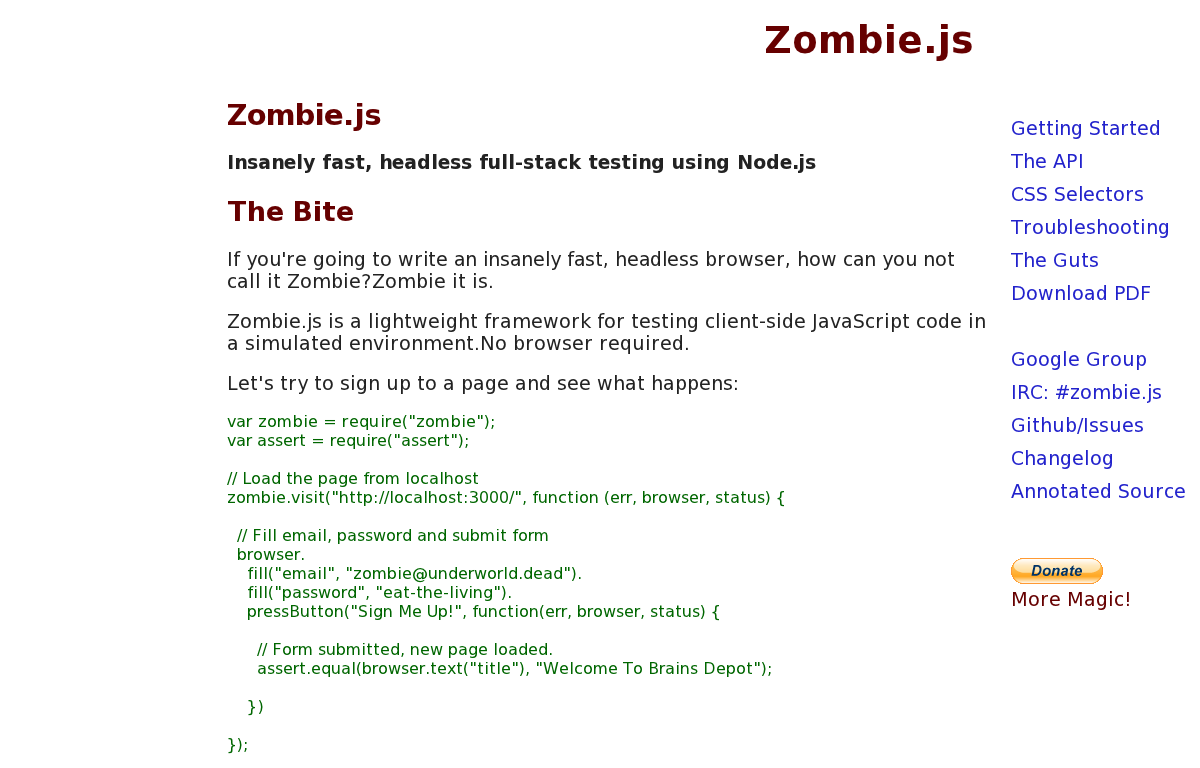 Zombie.js
Zombie.js
Insanely fast, headless full-stack testing using Node.js
The Bite
If you're going to write an insanely fast, headless browser, how can you not
call it Zombie?Zombie it is.
Zombie.js is a lightweight framework for testing client-side JavaScript code in
a simulated environment.No browser required.
Let's try to sign up to a page and see what happens:
var zombie = require("zombie");
var assert = require("assert");
// Load the page from localhost
zombie.visit("http://localhost:3000/", function (err, browser, status) {
// Fill email, password and submit form
browser.
fill("email", "zombie@underworld.dead").
fill("password", "eat-the-living").
pressButton("Sign Me Up!", function(err, browser, status) {
// Form submitted, new page loaded.
assert.equal(browser.text("title"), "Welcome To Brains Depot");
})
});
Getting Started
The API
CSS Selectors
Troubleshooting
The Guts
Download PDF
Google Group
IRC: #zombie.js
Github/Issues
Changelog
Annotated Source
Donate
More Magic!